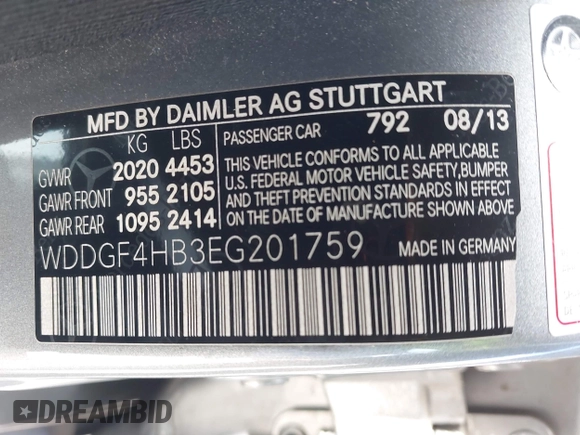 MFD BY DAIMLER AG STUTTGART
KG LBS
PASSENGER CAR 792 08/13
GVWR 2020 4453
GAWR FRONT 955 2105
GAWR REAR 1095 2414
THIS VEHICLE CONFORMS TO ALL APPLICABLE
U.S. FEDERAL MOTOR VEHICLE SAFETY, BUMPER
AND THEFT PREVENTION STANDARDS IN EFFECT
ON THE DATE OF MANUFACTURE SHOWN ABOVE.
WDDGF4HB3EG201759
MADE IN GERMANY
DREAMBID